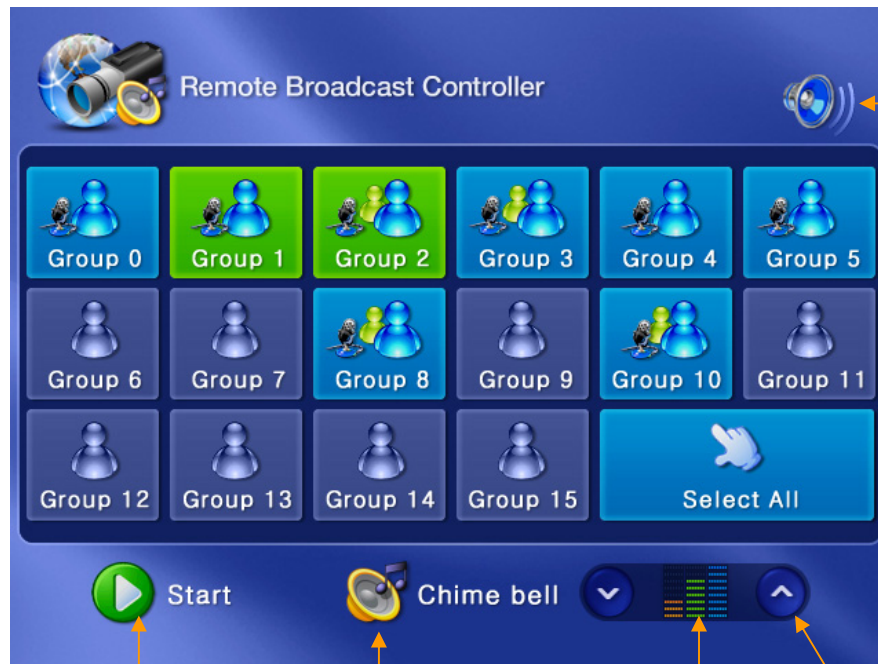 Remote Broadcast Controller
Group 0 Group 1 Group 2 Group 3 Group 4 Group 5
Group 6 Group 7 Group 8 Group 9 Group 10 Group 11
Group 12 Group 13 Group 14 Group 15 Select All
Start Chime bell